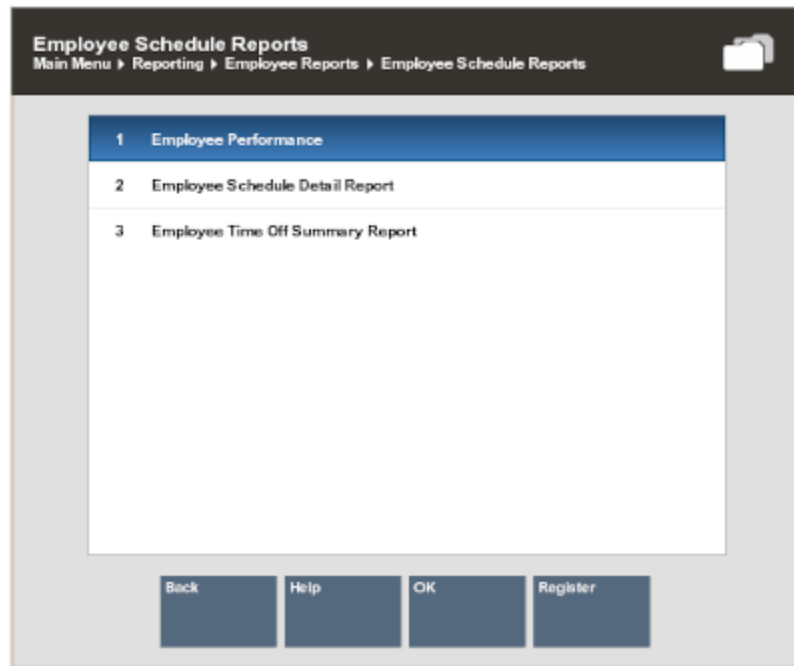 Employee Schedule Reports
Main Menu ▸ Reporting ▸ Employee Reports ▸ Employee Schedule Reports
1 Employee Performance
2 Employee Schedule Detail Report
3 Employee Time Off Summary Report
Back Help OK Register